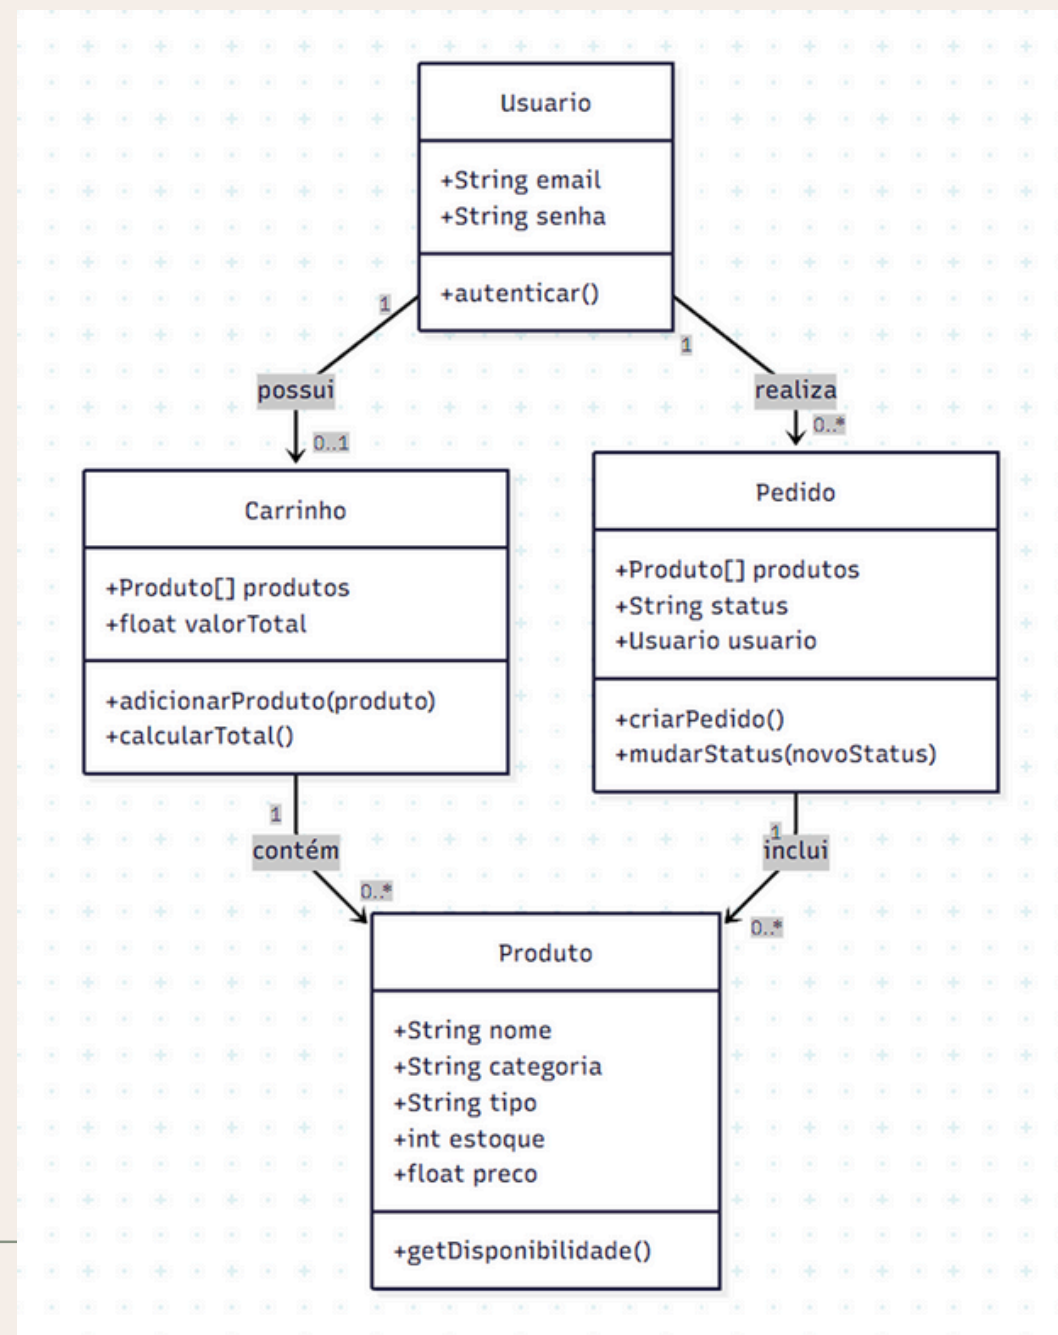 Usuario
+String email
+String senha
+autenticar()
1
1
possui
realiza
0..1
0..*
Carrinho
+Produto[] produtos
+float valorTotal
+adicionarProduto(produto)
+calcularTotal()
Pedido
+Produto[] produtos
+String status
+Usuario usuario
+criarPedido()
+mudarStatus(novoStatus)
1
contém
0..*
1
inclui
0..*
Produto
+String nome
+String categoria
+String tipo
+int estoque
+float preco
+getDisponibilidade()